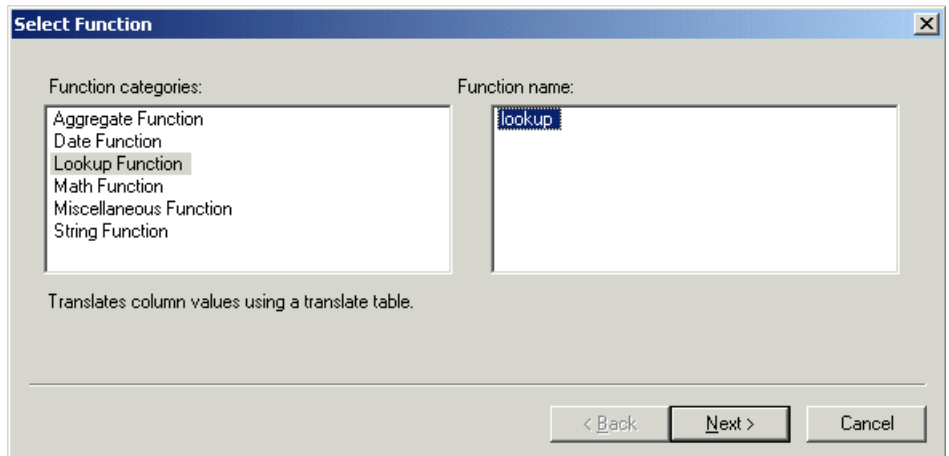 Select Function
Function categories:
Function name:
Aggregate Function
Date Function
Lookup Function
Math Function
Miscellaneous Function
String Function
lookup
Translates column values using a translate table.
< Back
Next >
Cancel